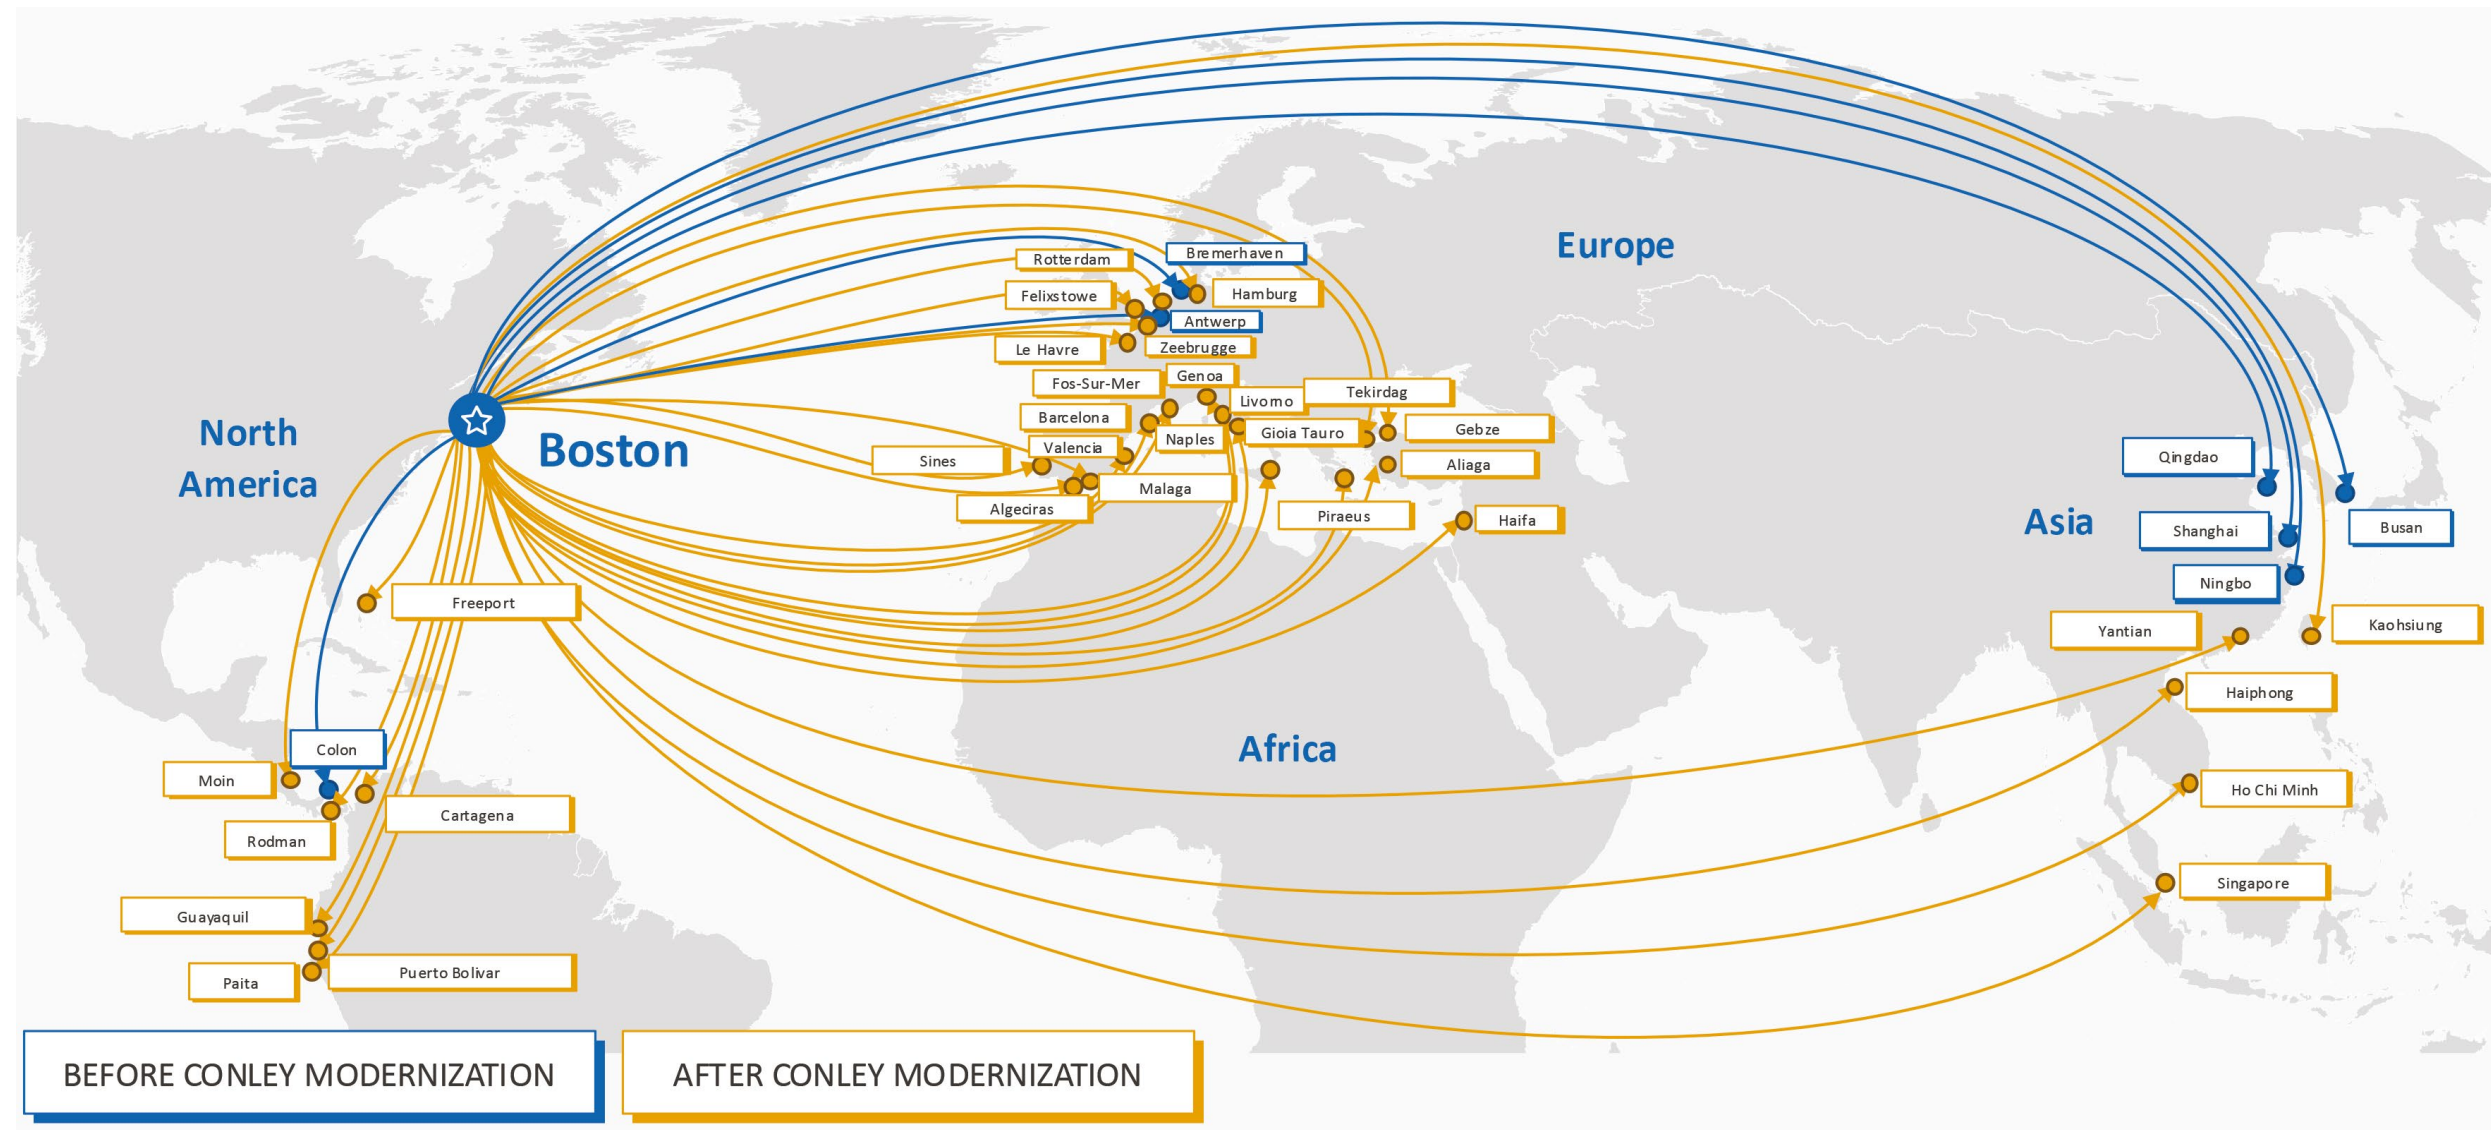 Europe
Bremerhaven
Rotterdam
Hamburg
Felixstowe
Antwerp
Le Havre
Zeebrugge
Fos-Sur-Mer
Genoa
Tekirdag
Livorno
Barcelona
Gioia Tauro
Gebze
Naples
Valencia
North
America
Boston
Sines
Aliaga
Malaga
Algeciras
Piraeus
Haifa
Qingdao
Asia
Shanghai
Busan
Ningbo
Freeport
Yantian
Kaohsiung
Haiphong
Africa
Colon
Moin
Ho Chi Minh
Cartagena
Rodman
Singapore
Guayaquil
Puerto Bolivar
Paita
BEFORE CONLEY MODERNIZATION
AFTER CONLEY MODERNIZATION